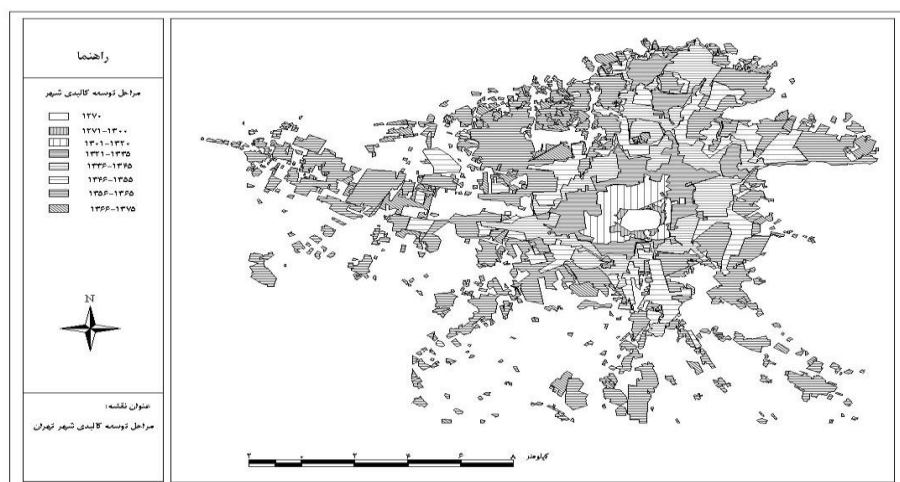 راهنما
مراحل توسعه کالبدی شهر
۱۲۷۰
۱۲۷۱-۱۳۰۰
۱۳۰۱-۱۳۲۰
۱۳۲۱-۱۳۳۵
۱۳۳۶-۱۳۴۵
۱۳۴۶-۱۳۵۵
۱۳۵۶-۱۳۶۵
۱۳۶۶-۱۳۷۵
N
عنوان نقشه:
مراحل توسعه کالبدی شهر تهران
۲ ۰ ۲ ۴ ۶ ۸ کیلومتر